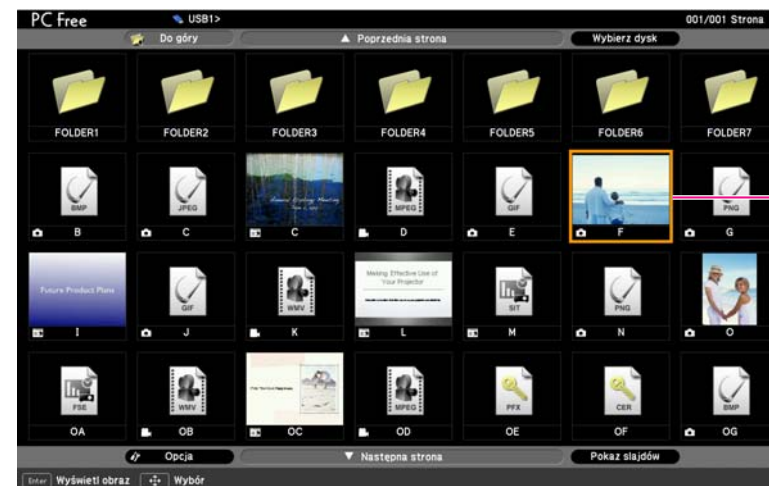 PC Free USB1> 001/001 Strona
Do góry Poprzednia strona Wybierz dysk
FOLDER1 FOLDER2 FOLDER3 FOLDER4 FOLDER5 FOLDER6 FOLDER7
BMP JPEG MPEG GIF PNG
B C C D E F G
Future Product Plans GIF WMV Making Effective Use of Your Projector SIT PNG
I J K L M N O
FSE WMV MPEG PFX CER BMP
OA OB OC OD OE OF OG
Opcja Następna strona Pokaz slajdów
Enter Wyświetl obraz Wybór